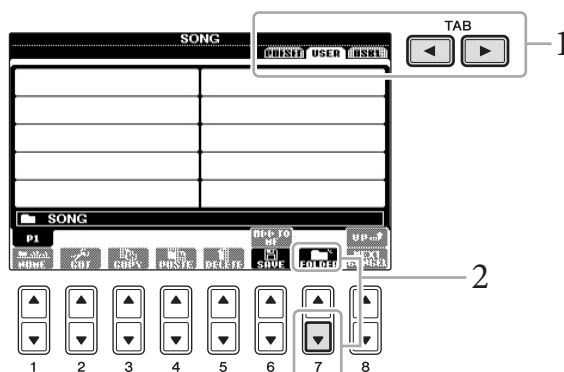 TAB
1
SONG
PRESET USER USB1
SONG
P1
UP
NAME CUT COPY PASTE DELETE SAVE FOLDER
2
1 2 3 4 5 6 7 8